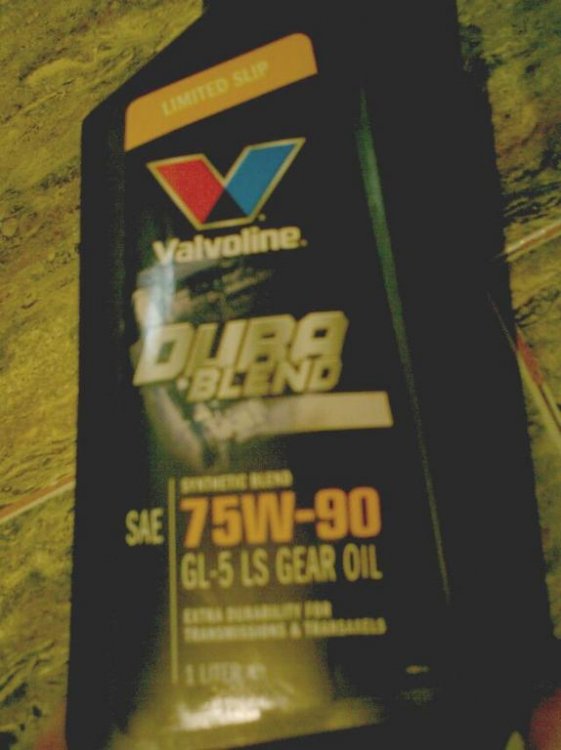 LIMITED SLIP
Valvoline
DURA
BLEND
SYNTHETIC BLEND
SAE 75W-90
GL-5 LS GEAR OIL
EXTRA DURABILITY FOR
TRANSMISSIONS & TRANSAXELS
1 LITER